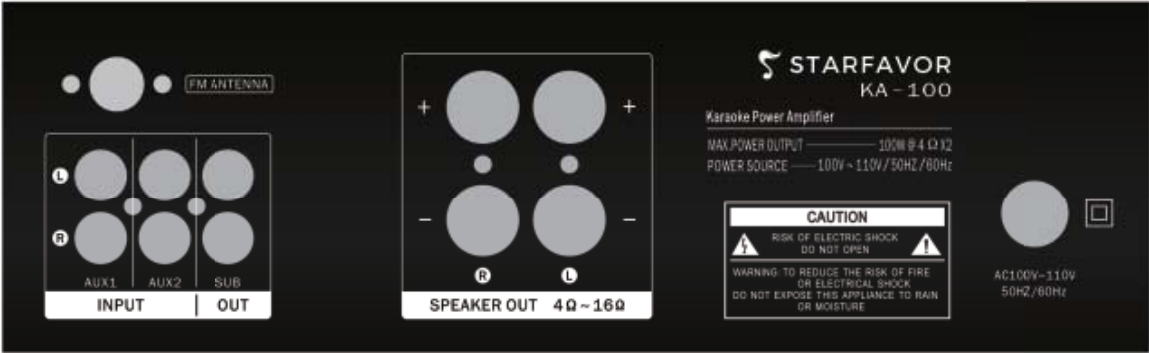 FM ANTENNA
L
R
AUX1 AUX2 SUB
INPUT OUT
+ +
− −
R L
SPEAKER OUT 4Ω~16Ω
STARFAVOR
KA-100
Karaoke Power Amplifier
MAX.POWER OUTPUT 100W @ 4 Ω X2
POWER SOURCE 100V~110V/50HZ/60Hz
CAUTION
RISK OF ELECTRIC SHOCK
DO NOT OPEN
WARNING: TO REDUCE THE RISK OF FIRE
OR ELECTRICAL SHOCK
DO NOT EXPOSE THIS APPLIANCE TO RAIN
OR MOISTURE
AC100V-110V
50HZ/60Hz